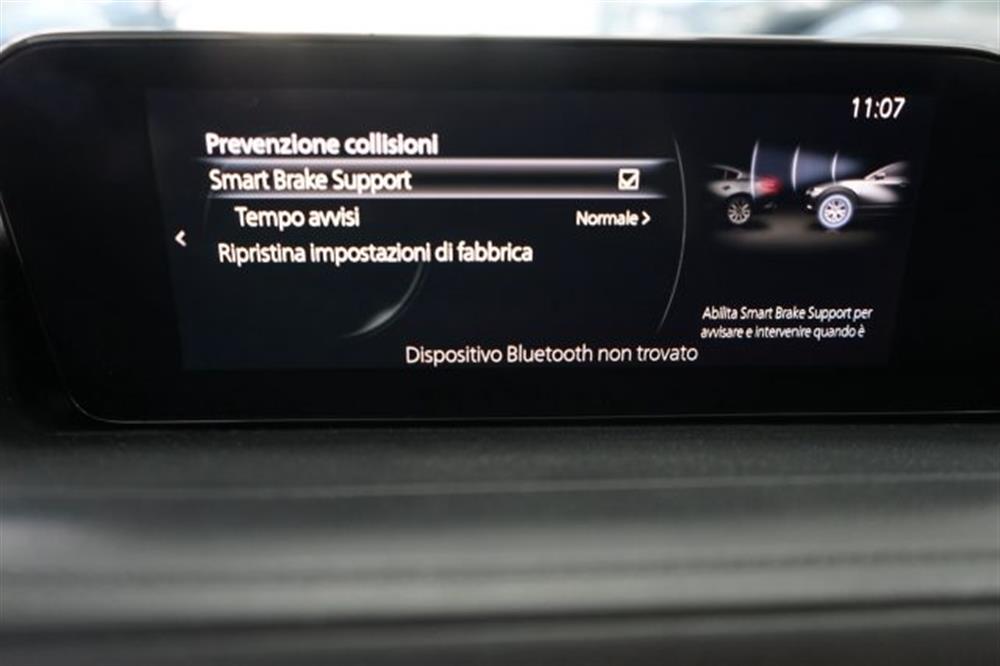 11:07
Prevenzione collisioni
Smart Brake Support
Tempo avvisi Normale >
Ripristina impostazioni di fabbrica
Abilita Smart Brake Support per
avvisare e intervenire quando è
Dispositivo Bluetooth non trovato